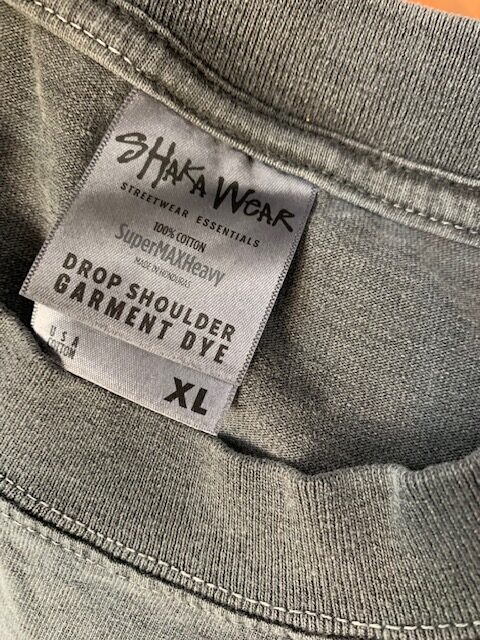 SHAKA WEAR
STREETWEAR ESSENTIALS
100% COTTON
SuperMAXHeavy
MADE IN HONDURAS
DROP SHOULDER
GARMENT DYE
USA
COTTON
XL